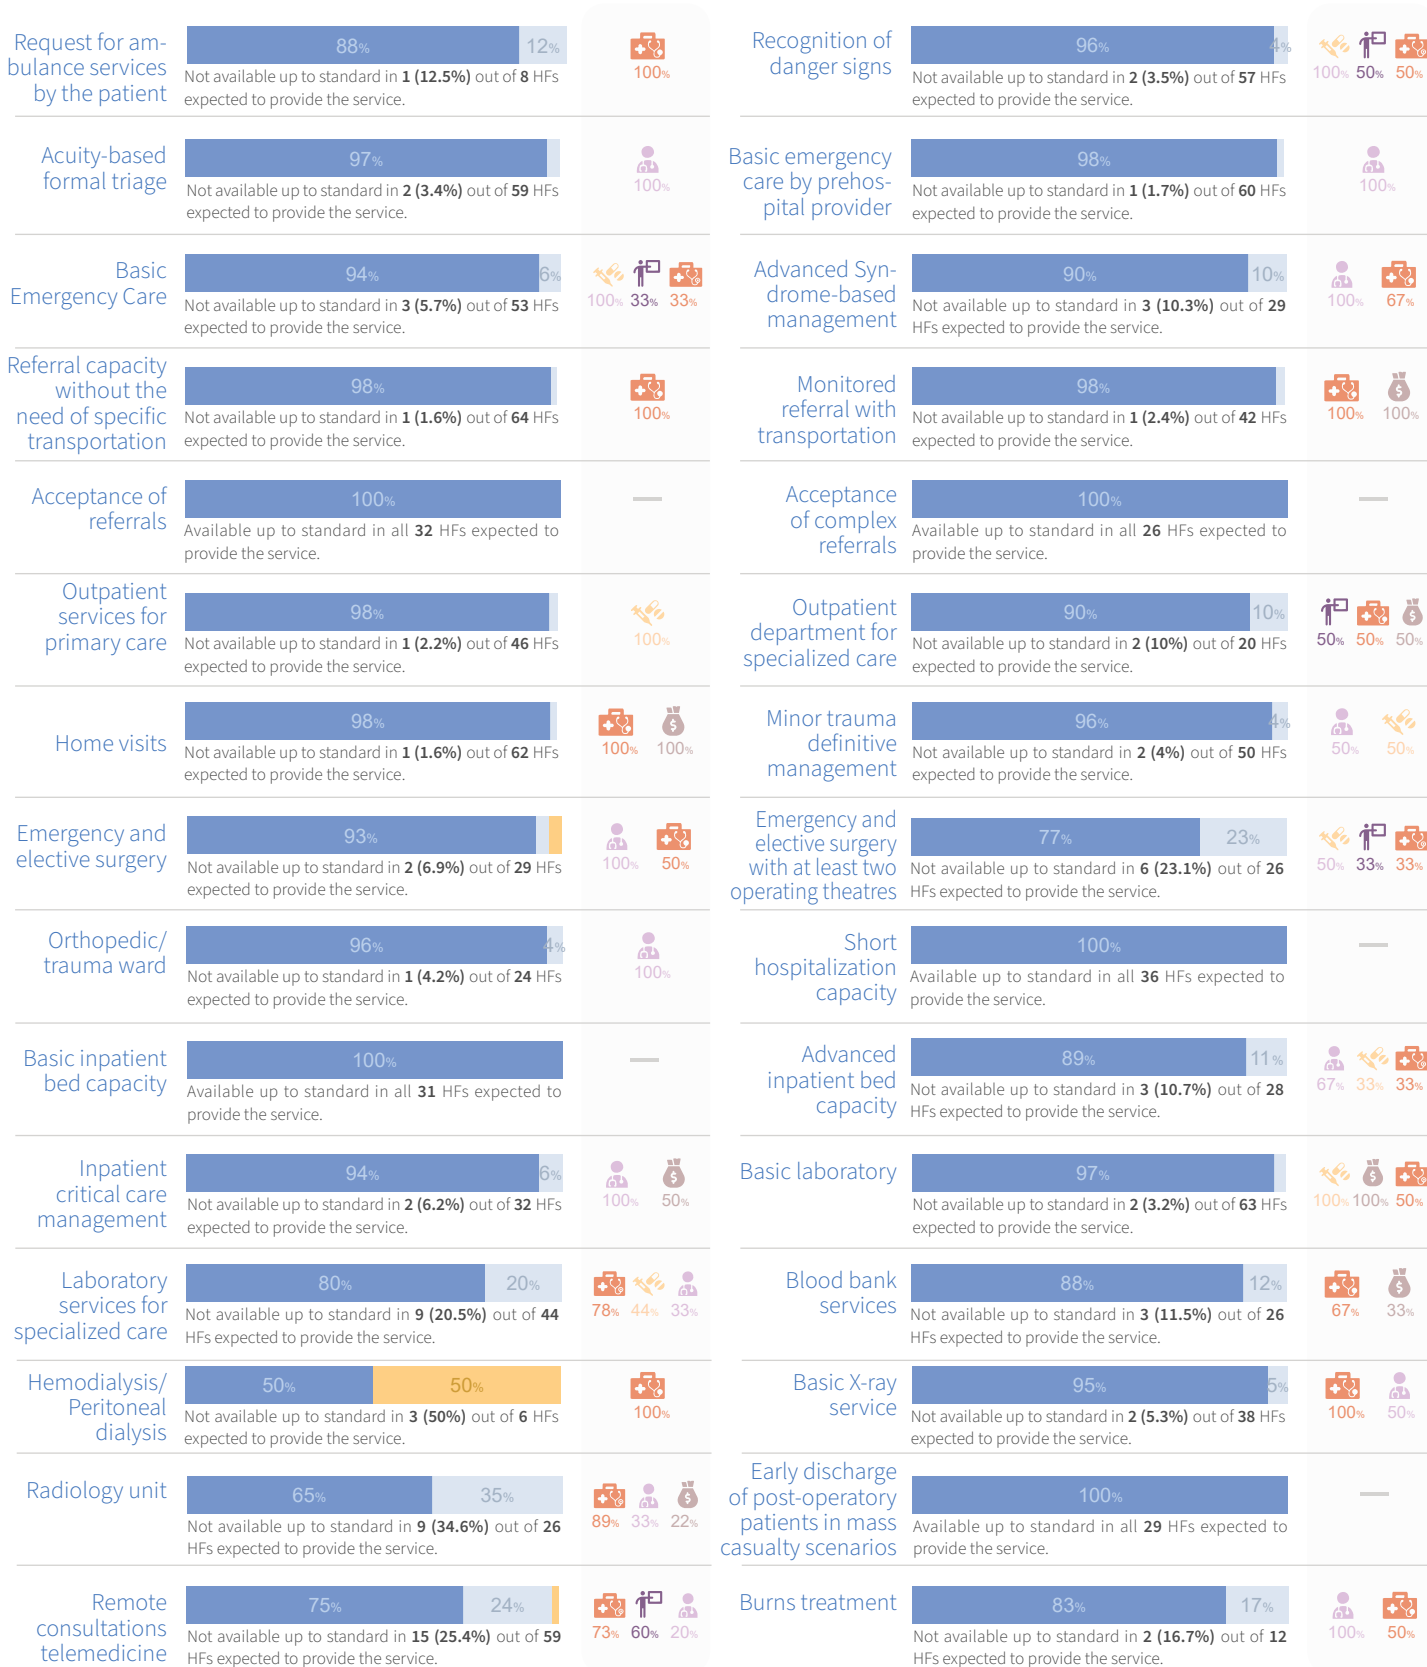 Request for am-
bulance services
by the patient
88%
12%
Not available up to standard in 1 (12.5%) out of 8 HFs
expected to provide the service.
100%
Recognition of
danger signs
96%
4%
Not available up to standard in 2 (3.5%) out of 57 HFs
expected to provide the service.
100% 50% 50%
Acuity-based
formal triage
97%
Not available up to standard in 2 (3.4%) out of 59 HFs
expected to provide the service.
100%
Basic emergency
care by prehos-
pital provider
98%
Not available up to standard in 1 (1.7%) out of 60 HFs
expected to provide the service.
100%
Basic
Emergency Care
94%
6%
Not available up to standard in 3 (5.7%) out of 53 HFs
expected to provide the service.
100% 33% 33%
Advanced Syn-
drome-based
management
90%
10%
Not available up to standard in 3 (10.3%) out of 29
HFs expected to provide the service.
100% 67%
Referral capacity
without the
need of specific
transportation
98%
Not available up to standard in 1 (1.6%) out of 64 HFs
expected to provide the service.
100%
Monitored
referral with
transportation
98%
Not available up to standard in 1 (2.4%) out of 42 HFs
expected to provide the service.
100% 100%
Acceptance of
referrals
100%
Available up to standard in all 32 HFs expected to
provide the service.
Acceptance
of complex
referrals
100%
Available up to standard in all 26 HFs expected to
provide the service.
Outpatient
services for
primary care
98%
Not available up to standard in 1 (2.2%) out of 46 HFs
expected to provide the service.
100%
Outpatient
department for
specialized care
90%
10%
Not available up to standard in 2 (10%) out of 20 HFs
expected to provide the service.
50% 50% 50%
Home visits
98%
Not available up to standard in 1 (1.6%) out of 62 HFs
expected to provide the service.
100% 100%
Minor trauma
definitive
management
96%
4%
Not available up to standard in 2 (4%) out of 50 HFs
expected to provide the service.
50% 50%
Emergency and
elective surgery
93%
Not available up to standard in 2 (6.9%) out of 29 HFs
expected to provide the service.
100% 50%
Emergency and
elective surgery
with at least two
operating theatres
77%
23%
Not available up to standard in 6 (23.1%) out of 26
HFs expected to provide the service.
50% 33% 33%
Orthopedic/
trauma ward
96%
4%
Not available up to standard in 1 (4.2%) out of 24 HFs
expected to provide the service.
100%
Short
hospitalization
capacity
100%
Available up to standard in all 36 HFs expected to
provide the service.
Basic inpatient
bed capacity
100%
Available up to standard in all 31 HFs expected to
provide the service.
Advanced
inpatient bed
capacity
89%
11%
Not available up to standard in 3 (10.7%) out of 28
HFs expected to provide the service.
67% 33% 33%
Inpatient
critical care
management
94%
6%
Not available up to standard in 2 (6.2%) out of 32 HFs
expected to provide the service.
100% 50%
Basic laboratory
97%
Not available up to standard in 2 (3.2%) out of 63 HFs
expected to provide the service.
100% 100% 50%
Laboratory
services for
specialized care
80%
20%
Not available up to standard in 9 (20.5%) out of 44
HFs expected to provide the service.
78% 44% 33%
Blood bank
services
88%
12%
Not available up to standard in 3 (11.5%) out of 26
HFs expected to provide the service.
67% 33%
Hemodialysis/
Peritoneal
dialysis
50%
50%
Not available up to standard in 3 (50%) out of 6 HFs
expected to provide the service.
100%
Basic X-ray
service
95%
5%
Not available up to standard in 2 (5.3%) out of 38 HFs
expected to provide the service.
100% 50%
Radiology unit
65%
35%
Not available up to standard in 9 (34.6%) out of 26
HFs expected to provide the service.
89% 33% 22%
Early discharge
of post-operatory
patients in mass
casualty scenarios
100%
Available up to standard in all 29 HFs expected to
provide the service.
Remote
consultations
telemedicine
75%
24%
Not available up to standard in 15 (25.4%) out of 59
HFs expected to provide the service.
73% 60% 20%
Burns treatment
83%
17%
Not available up to standard in 2 (16.7%) out of 12
HFs expected to provide the service.
100% 50%